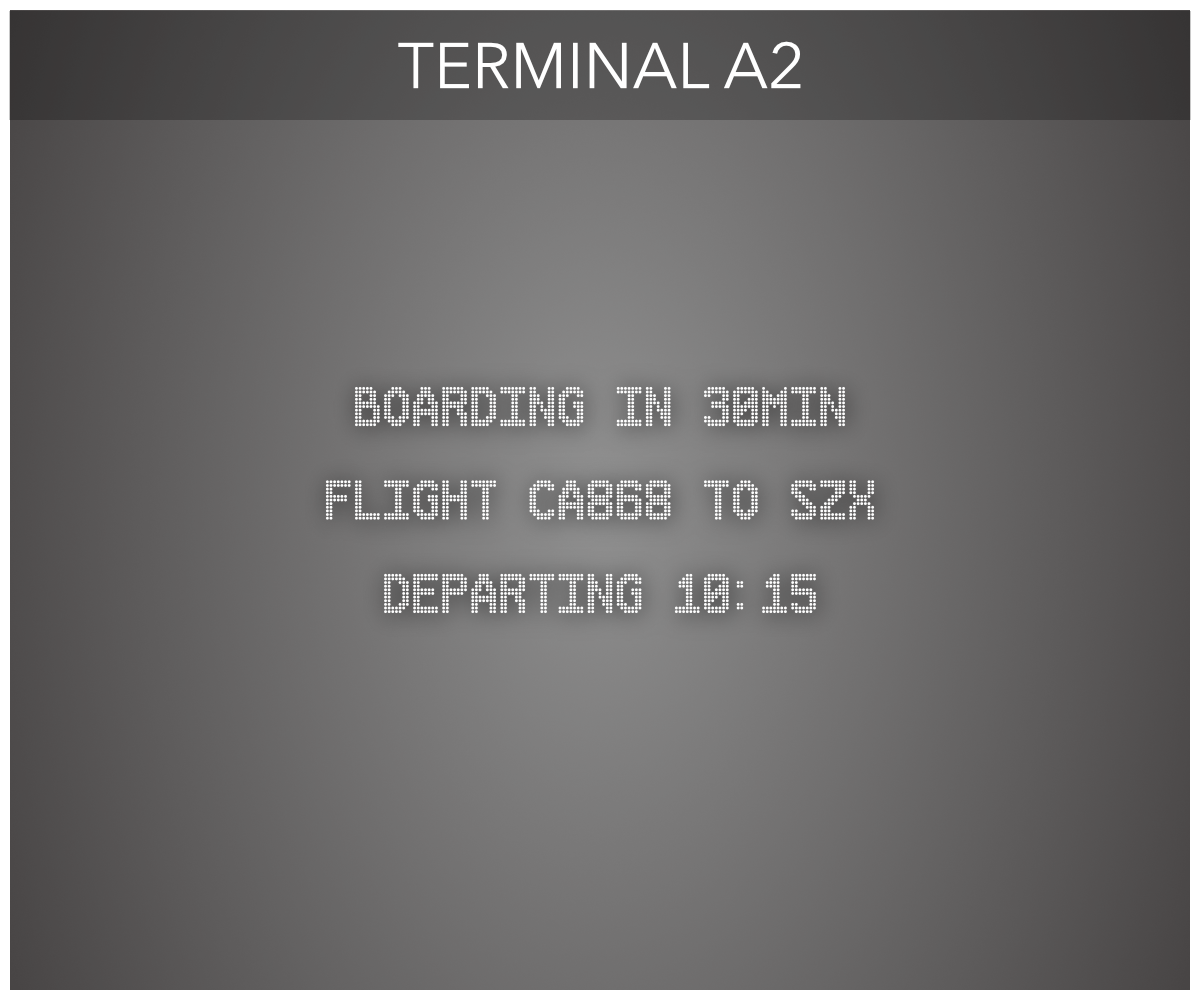 TERMINAL A2
BOARDING IN 30MIN
FLIGHT CA868 TO SZX
DEPARTING 10:15